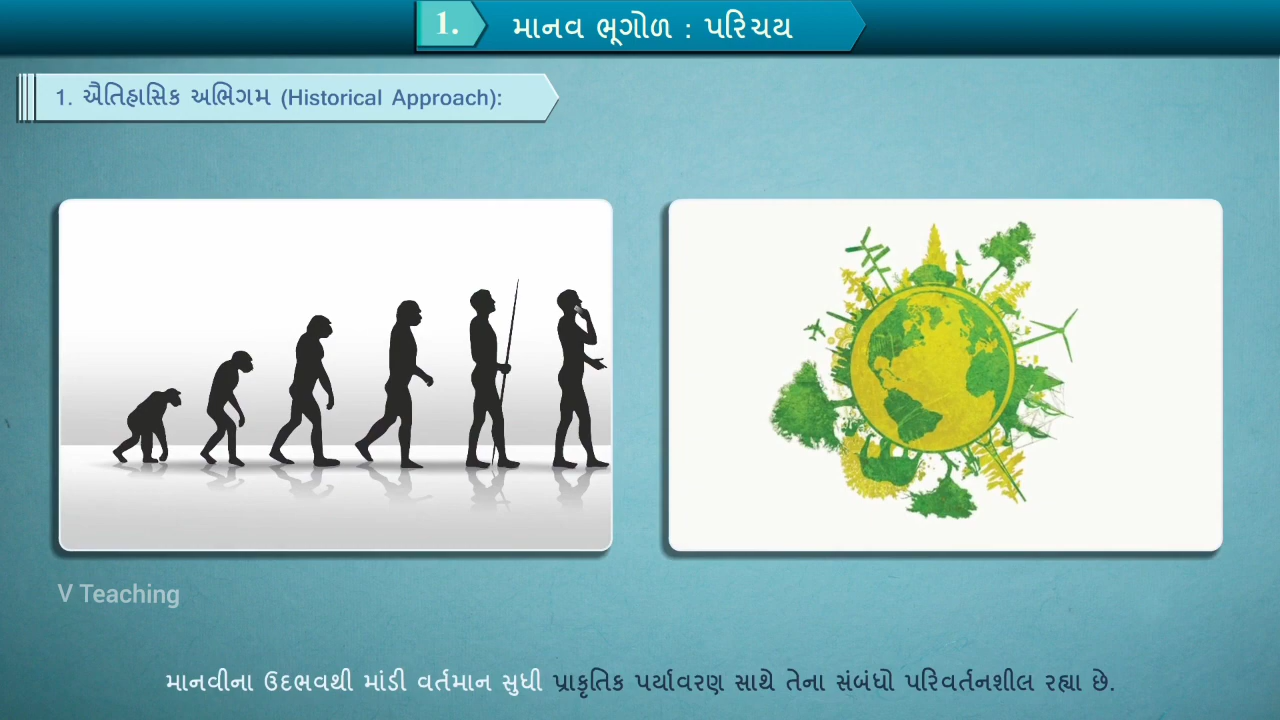 1.
માનવ ભૂગોળ : પરિચય
1. ઐતિહાસિક અભિગમ (Historical Approach):
V Teaching
માનવીના ઉદભવથી માંડી વર્તમાન સુધી પ્રાકૃતિક પર્યાવરણ સાથે તેના સંબંધો પરિવર્તનશીલ રહ્યા છે.